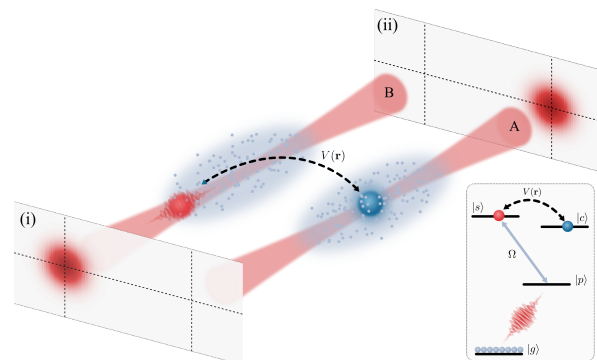 (ii)
B
A
V(r)
(i)
V(r)
|s⟩
|c⟩
Ω
|p⟩
|g⟩